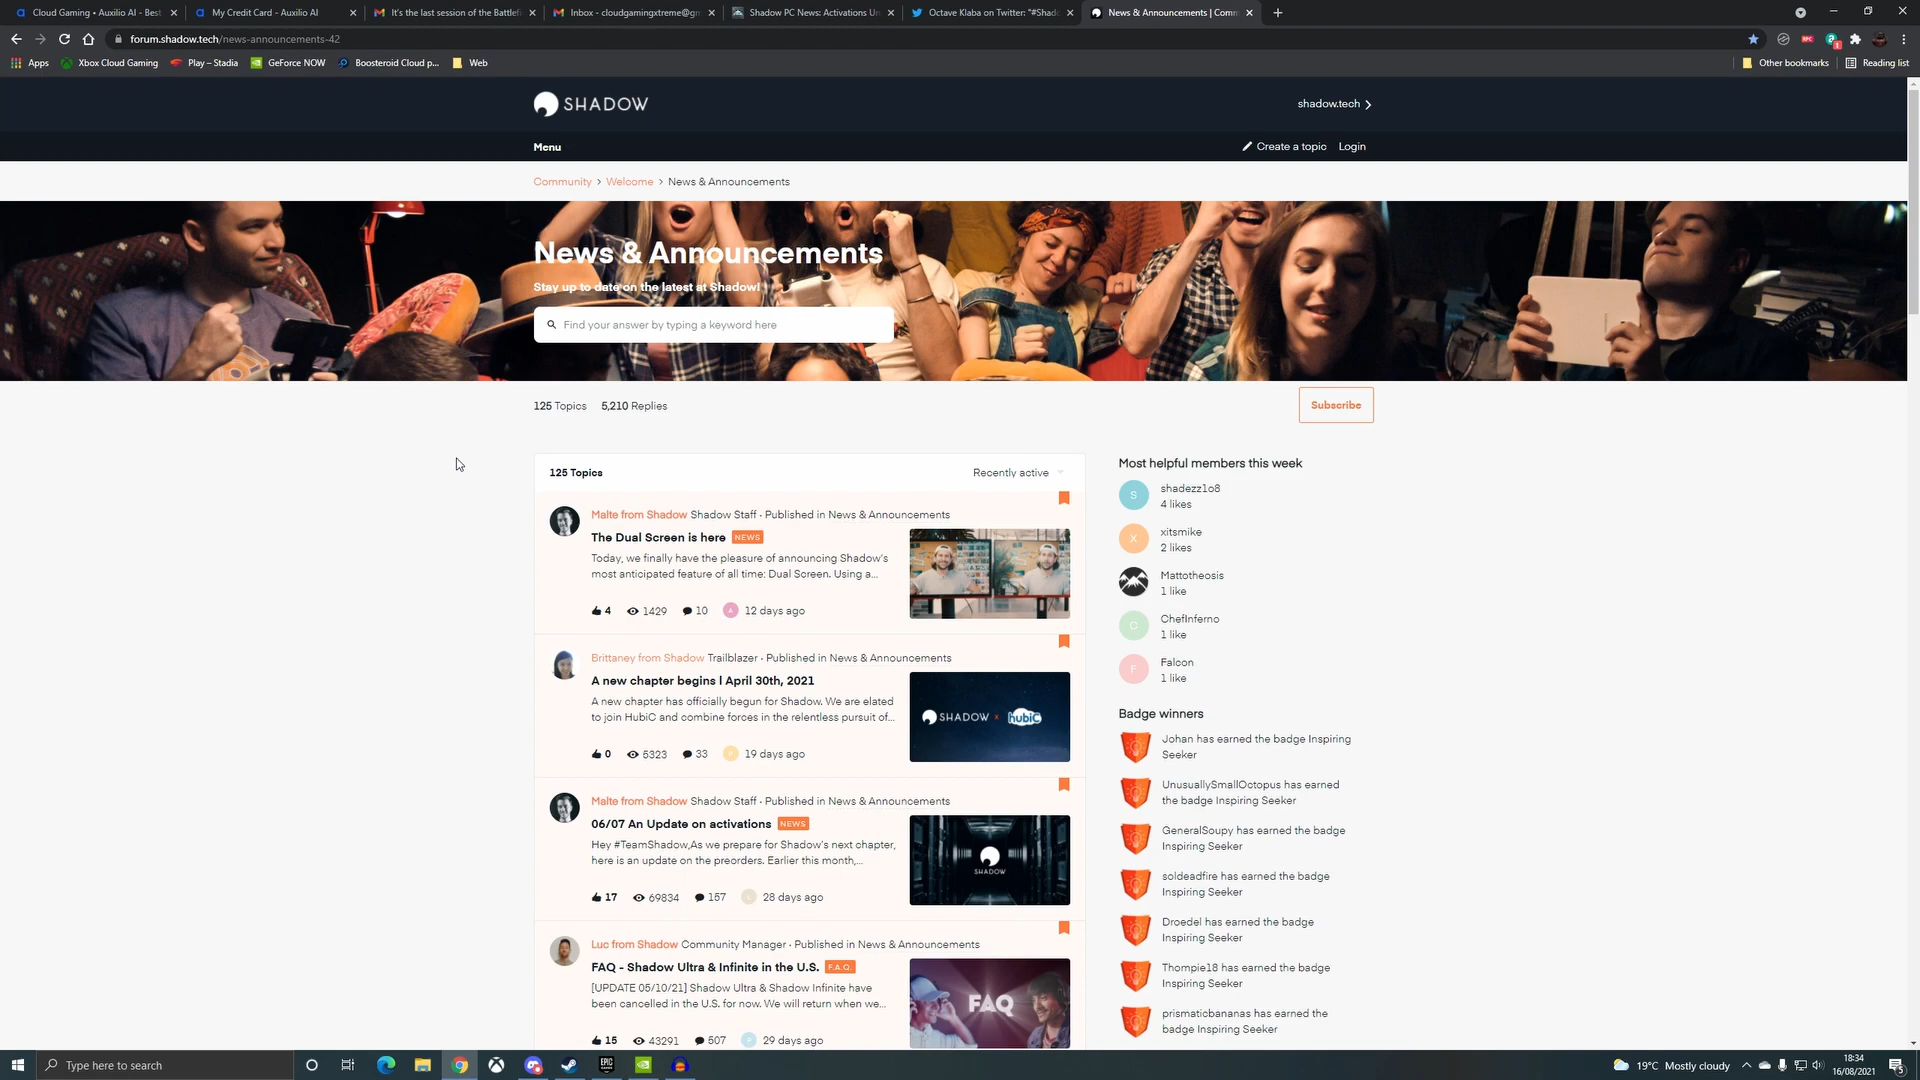 Cloud Gaming • Auxilio AI - Best
My Credit Card - Auxilio AI
It's the last session of the Battlefi
Inbox - cloudgamingxtreme@gm
Shadow PC News: Activations Un
Octave Klaba on Twitter: "#Shado
News & Announcements | Comm
forum.shadow.tech/news-announcements-42
Apps
Xbox Cloud Gaming
Play – Stadia
GeForce NOW
Boosteroid Cloud p...
Web
Other bookmarks
Reading list
SHADOW
shadow.tech
Menu
Create a topic
Login
Community > Welcome > News & Announcements
News & Announcements
Stay up to date on the latest at Shadow!
Find your answer by typing a keyword here
125 Topics 5,210 Replies
Subscribe
125 Topics
Recently active
Malte from Shadow Shadow Staff · Published in News & Announcements
The Dual Screen is here NEWS
Today, we finally have the pleasure of announcing Shadow's
most anticipated feature of all time: Dual Screen. Using a...
4 1429 10 A 12 days ago
Brittaney from Shadow Trailblazer · Published in News & Announcements
A new chapter begins l April 30th, 2021
A new chapter has officially begun for Shadow. We are elated
to join HubiC and combine forces in the relentless pursuit of...
SHADOW x hubiC
0 5323 33 19 days ago
Malte from Shadow Shadow Staff · Published in News & Announcements
06/07 An Update on activations NEWS
Hey #TeamShadow,As we prepare for Shadow's next chapter,
here is an update on the preorders. Earlier this month,...
SHADOW
17 69834 157 28 days ago
Luc from Shadow Community Manager · Published in News & Announcements
FAQ - Shadow Ultra & Infinite in the U.S. F.A.Q.
[UPDATE 05/10/21] Shadow Ultra & Shadow Infinite have
been cancelled in the U.S. for now. We will return when we...
FAQ
15 43291 507 29 days ago
Most helpful members this week
S
shadezz1o8
4 likes
X
xitsmike
2 likes
Mattotheosis
1 like
C
ChefInferno
1 like
F
Falcon
1 like
Badge winners
Johan has earned the badge Inspiring
Seeker
UnusuallySmallOctopus has earned
the badge Inspiring Seeker
GeneralSoupy has earned the badge
Inspiring Seeker
soldeadfire has earned the badge
Inspiring Seeker
Droedel has earned the badge
Inspiring Seeker
Thompie18 has earned the badge
Inspiring Seeker
prismaticbananas has earned the
badge Inspiring Seeker
Type here to search
EPIC
19°C Mostly cloudy
18:34
16/08/2021
5